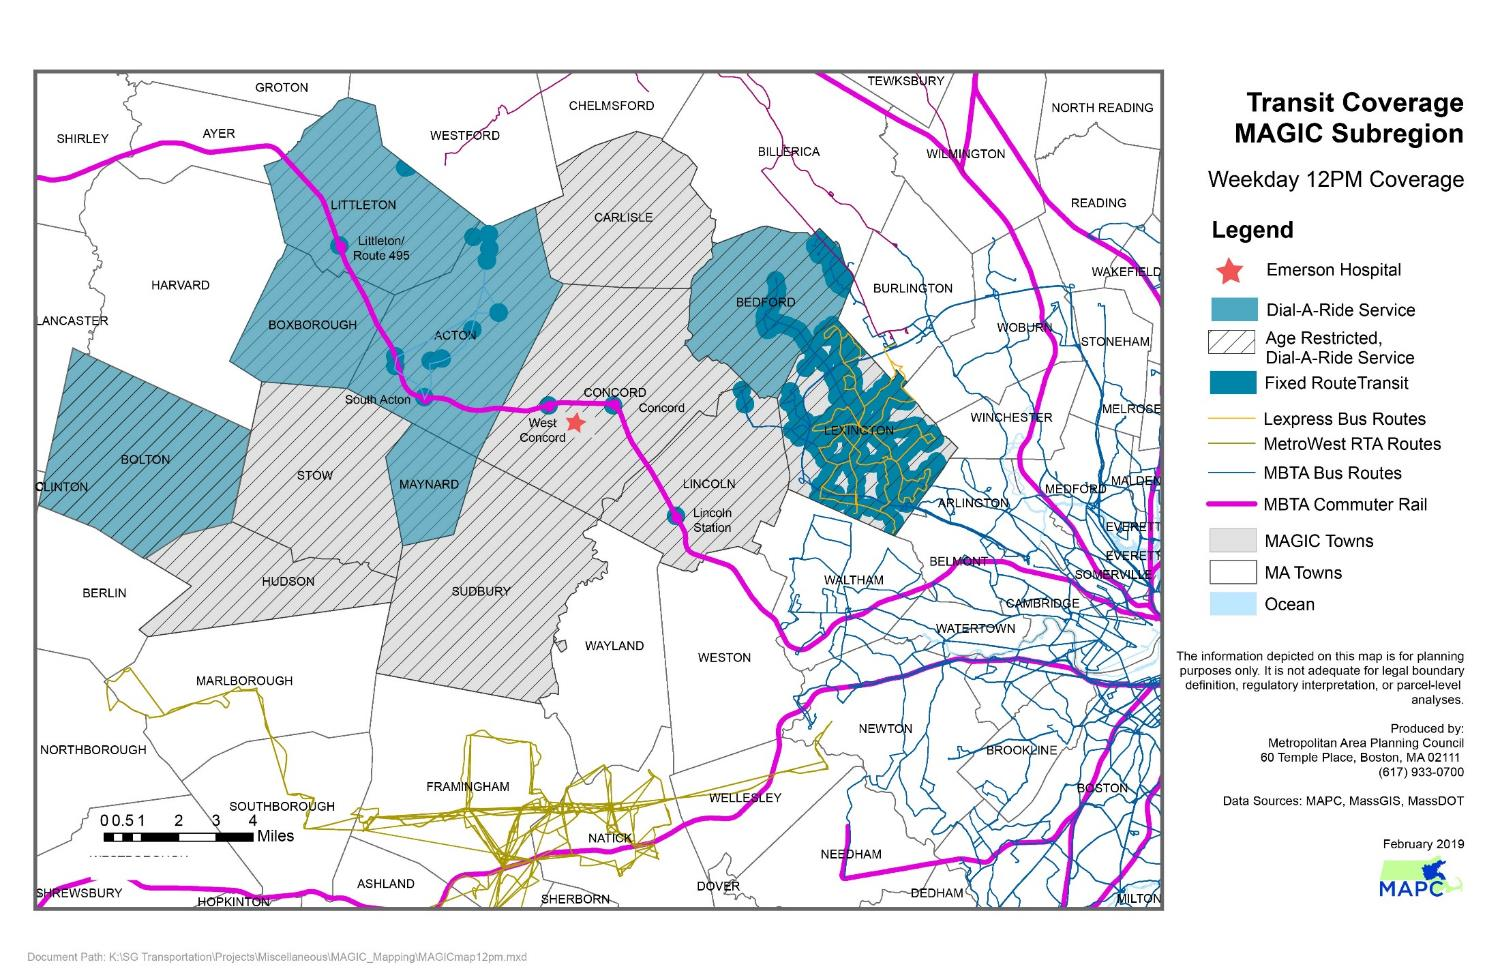 Transit Coverage
MAGIC Subregion
Weekday 12PM Coverage
Legend
Emerson Hospital
Dial-A-Ride Service
Age Restricted,
Dial-A-Ride Service
Fixed RouteTransit
Lexpress Bus Routes
MetroWest RTA Routes
MBTA Bus Routes
MBTA Commuter Rail
MAGIC Towns
MA Towns
Ocean
The information depicted on this map is for planning
purposes only. It is not adequate for legal boundary
definition, regulatory interpretation, or parcel-level
analyses.
Produced by:
Metropolitan Area Planning Council
60 Temple Place, Boston, MA 02111
(617) 933-0700
Data Sources: MAPC, MassGIS, MassDOT
February 2019
MAPC
GROTON
TEWKSBURY
CHELMSFORD
NORTH READING
SHIRLEY
AYER
WESTFORD
BILLERICA
WILMINGTON
LITTLETON
READING
CARLISLE
Littleton/
Route 495
WAKEFIELD
HARVARD
BURLINGTON
BEDFORD
LANCASTER
BOXBOROUGH
ACTON
WOBURN
STONEHAM
South Acton
CONCORD
Concord
West
Concord
WINCHESTER
MELROSE
LEXINGTON
BOLTON
STOW
MAYNARD
LINCOLN
CLINTON
MEDFORD
MALDEN
ARLINGTON
Lincoln
Station
EVERETT
EVERETT
BELMONT
SOMERVILLE
HUDSON
WALTHAM
BERLIN
SUDBURY
CAMBRIDGE
WATERTOWN
WAYLAND
WESTON
MARLBOROUGH
NEWTON
NORTHBOROUGH
BROOKLINE
FRAMINGHAM
BOSTON
WELLESLEY
SOUTHBOROUGH
0 0.5 1 2 3 4
Miles
NATICK
NEEDHAM
ASHLAND
DOVER
SHREWSBURY
HOPKINTON
SHERBORN
DEDHAM
MILTON
Document Path: K:\SG Transportation\Projects\Miscellaneous\MAGIC_Mapping\MAGICmap12pm.mxd